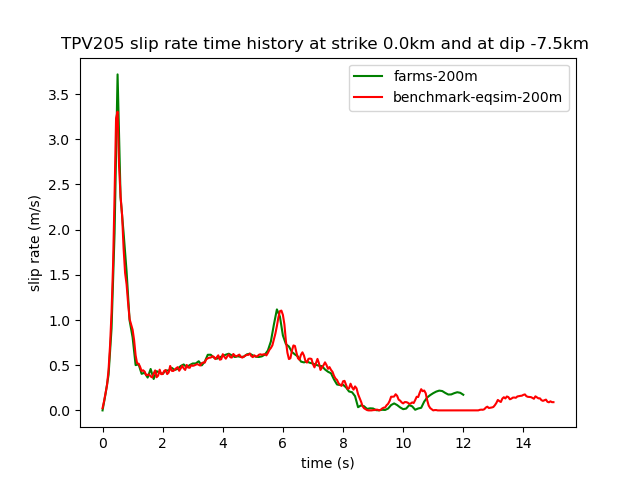 TPV205 slip rate time history at strike 0.0km and at dip -7.5km
farms-200m
benchmark-eqsim-200m
3.5
3.0
2.5
2.0
1.5
1.0
0.5
0.0
slip rate (m/s)
0 2 4 6 8 10 12 14
time (s)